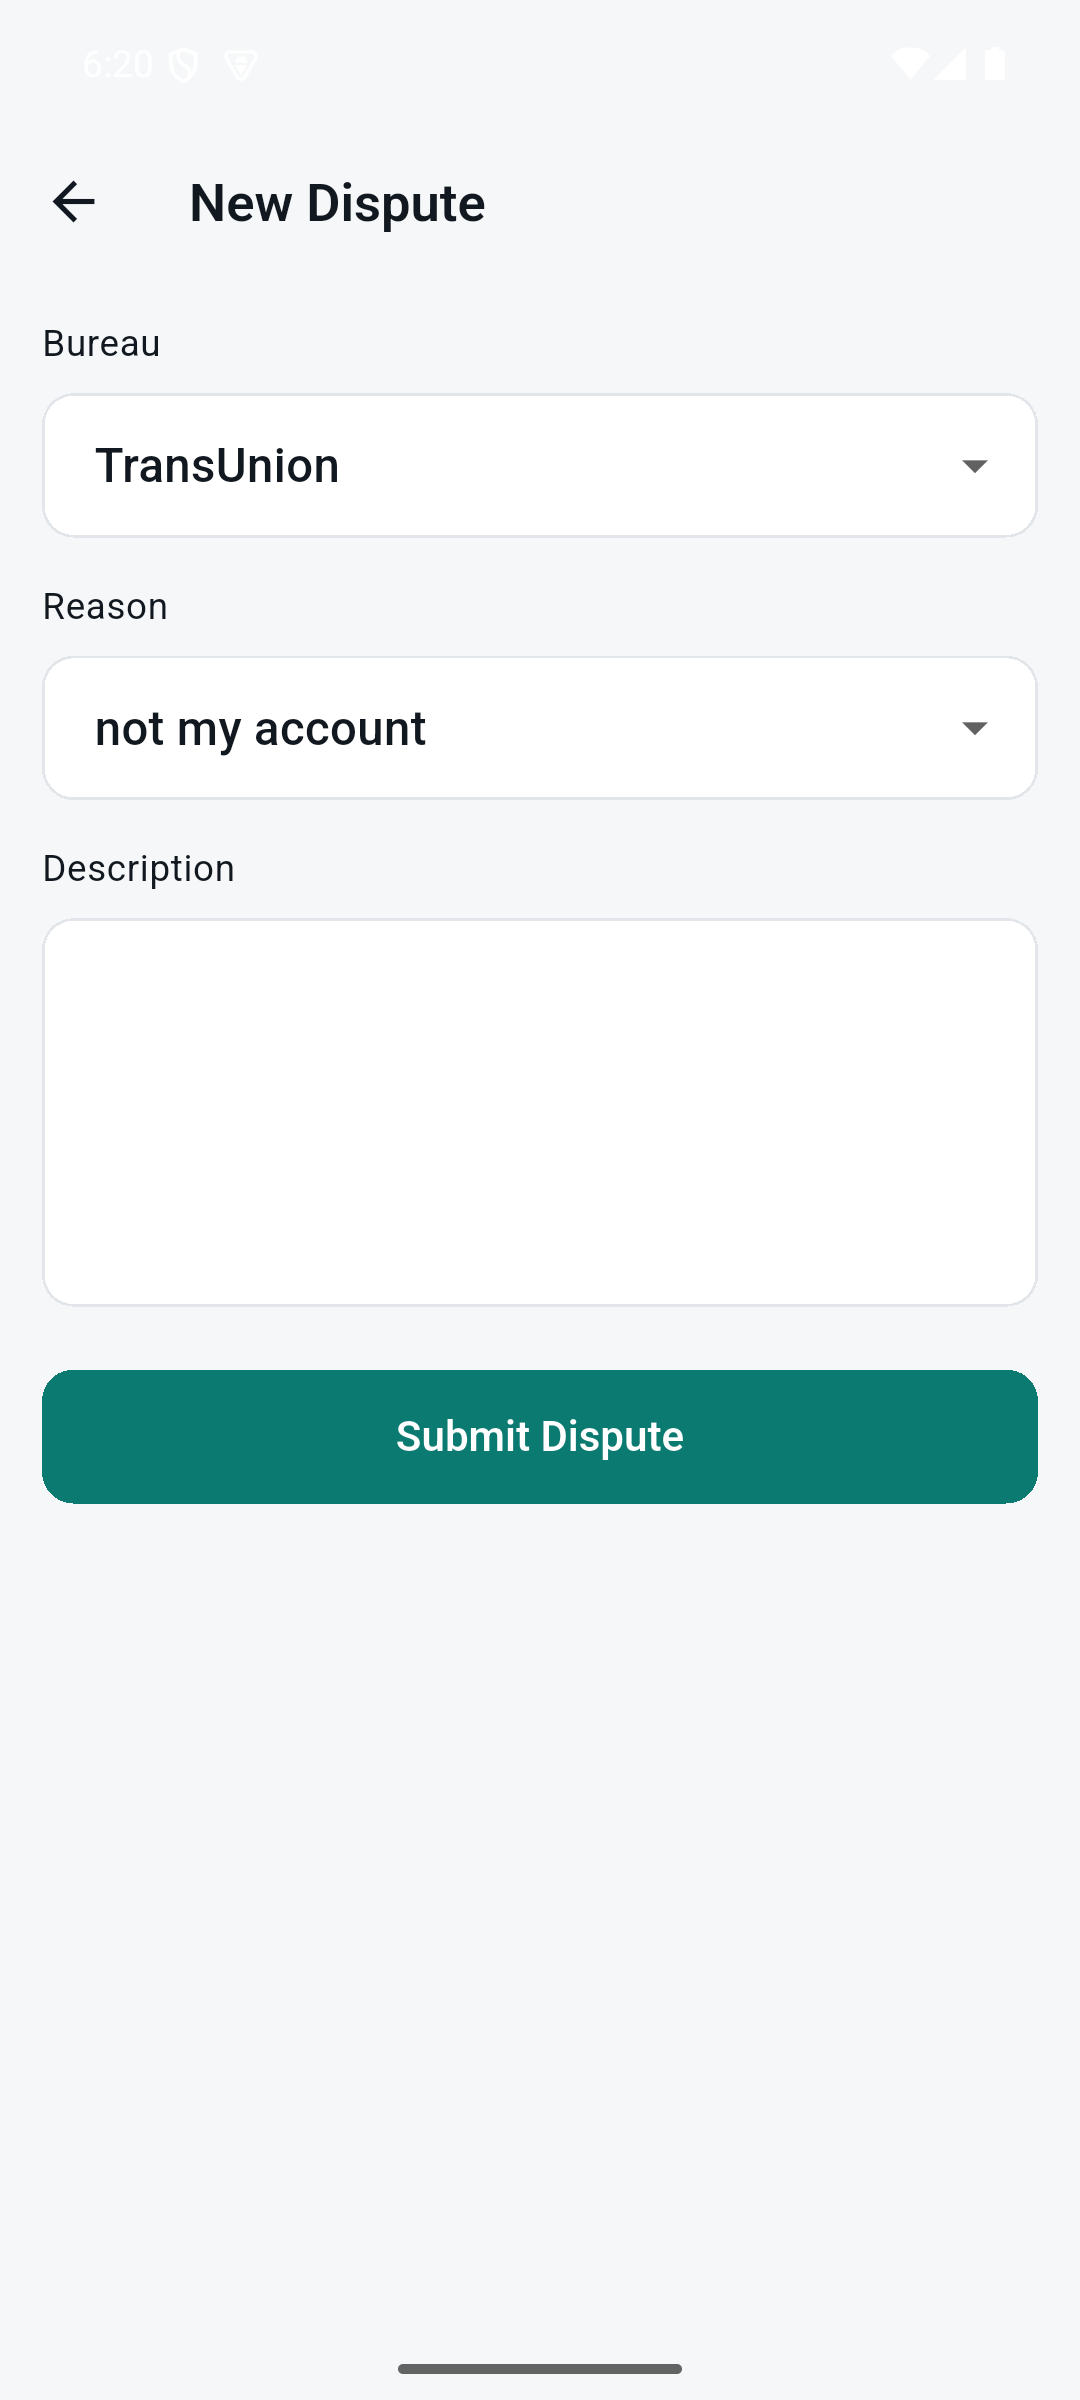 6:20
New Dispute
Bureau
TransUnion
Reason
not my account
Description
Submit Dispute